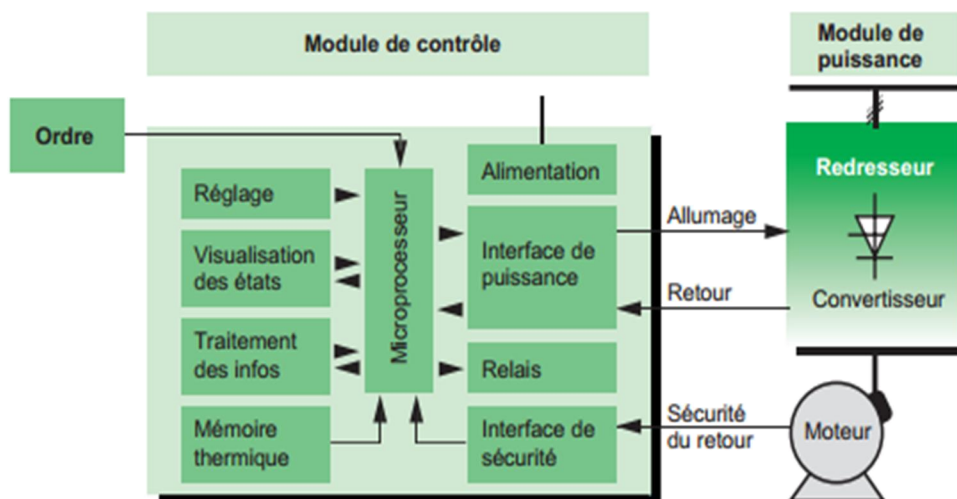 Module de contrôle
Module de
puissance
Ordre
Réglage
Visualisation
des états
Traitement
des infos
Mémoire
thermique
Microprocesseur
Alimentation
Interface de
puissance
Relais
Interface de
sécurité
Allumage
Retour
Sécurité
du retour
Redresseur
Convertisseur
Moteur